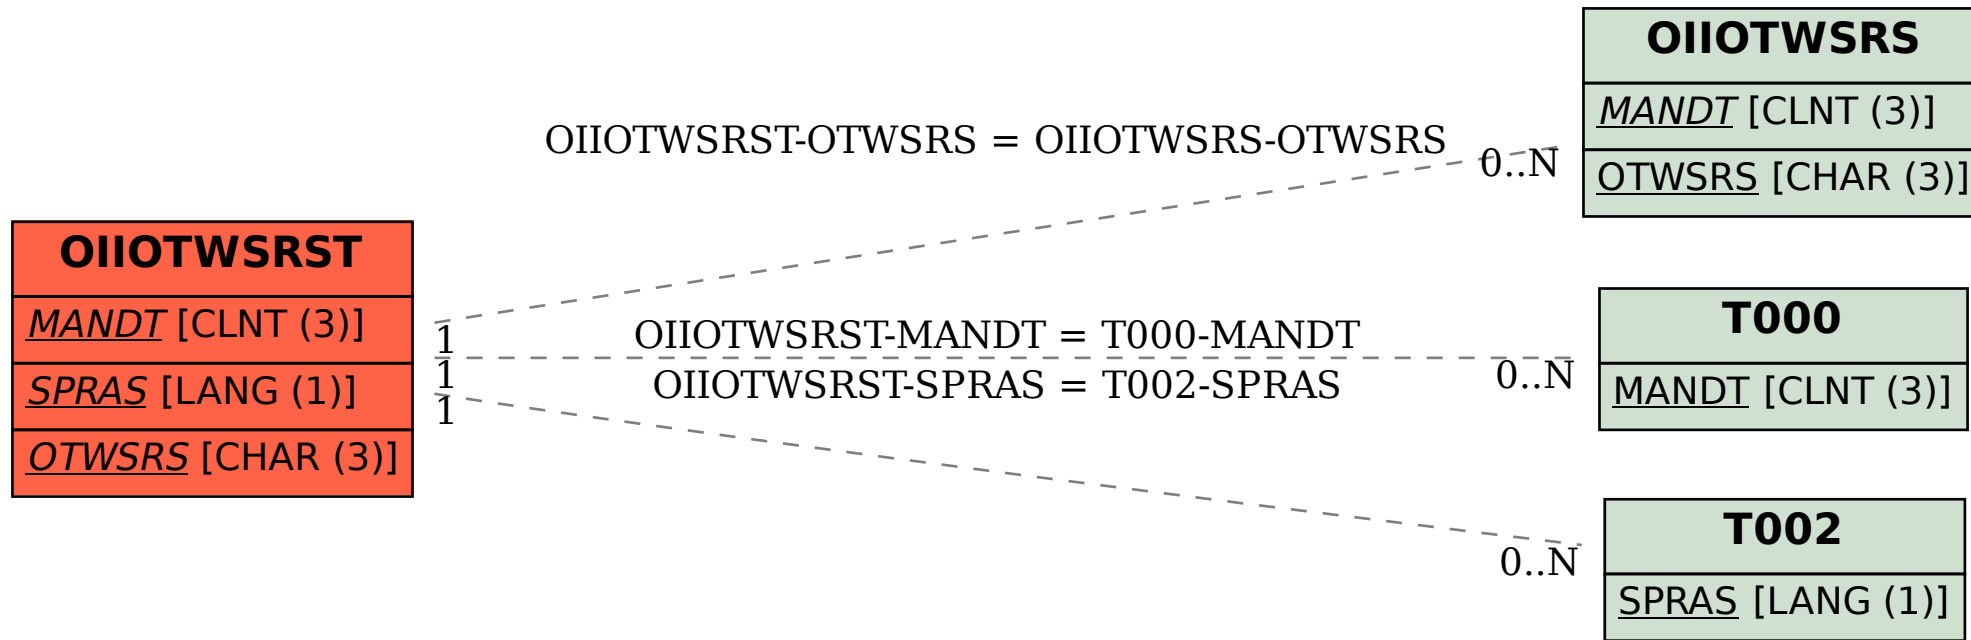 OIIOTWSRS
MANDT [CLNT (3)]
OTWSRS [CHAR (3)]
OIIOTWSRST-OTWSRS = OIIOTWSRS-OTWSRS
0..N
OIIOTWSRST
MANDT [CLNT (3)]
SPRAS [LANG (1)]
OTWSRS [CHAR (3)]
1
1
1
OIIOTWSRST-MANDT = T000-MANDT
0..N
OIIOTWSRST-SPRAS = T002-SPRAS
T000
MANDT [CLNT (3)]
0..N
T002
SPRAS [LANG (1)]